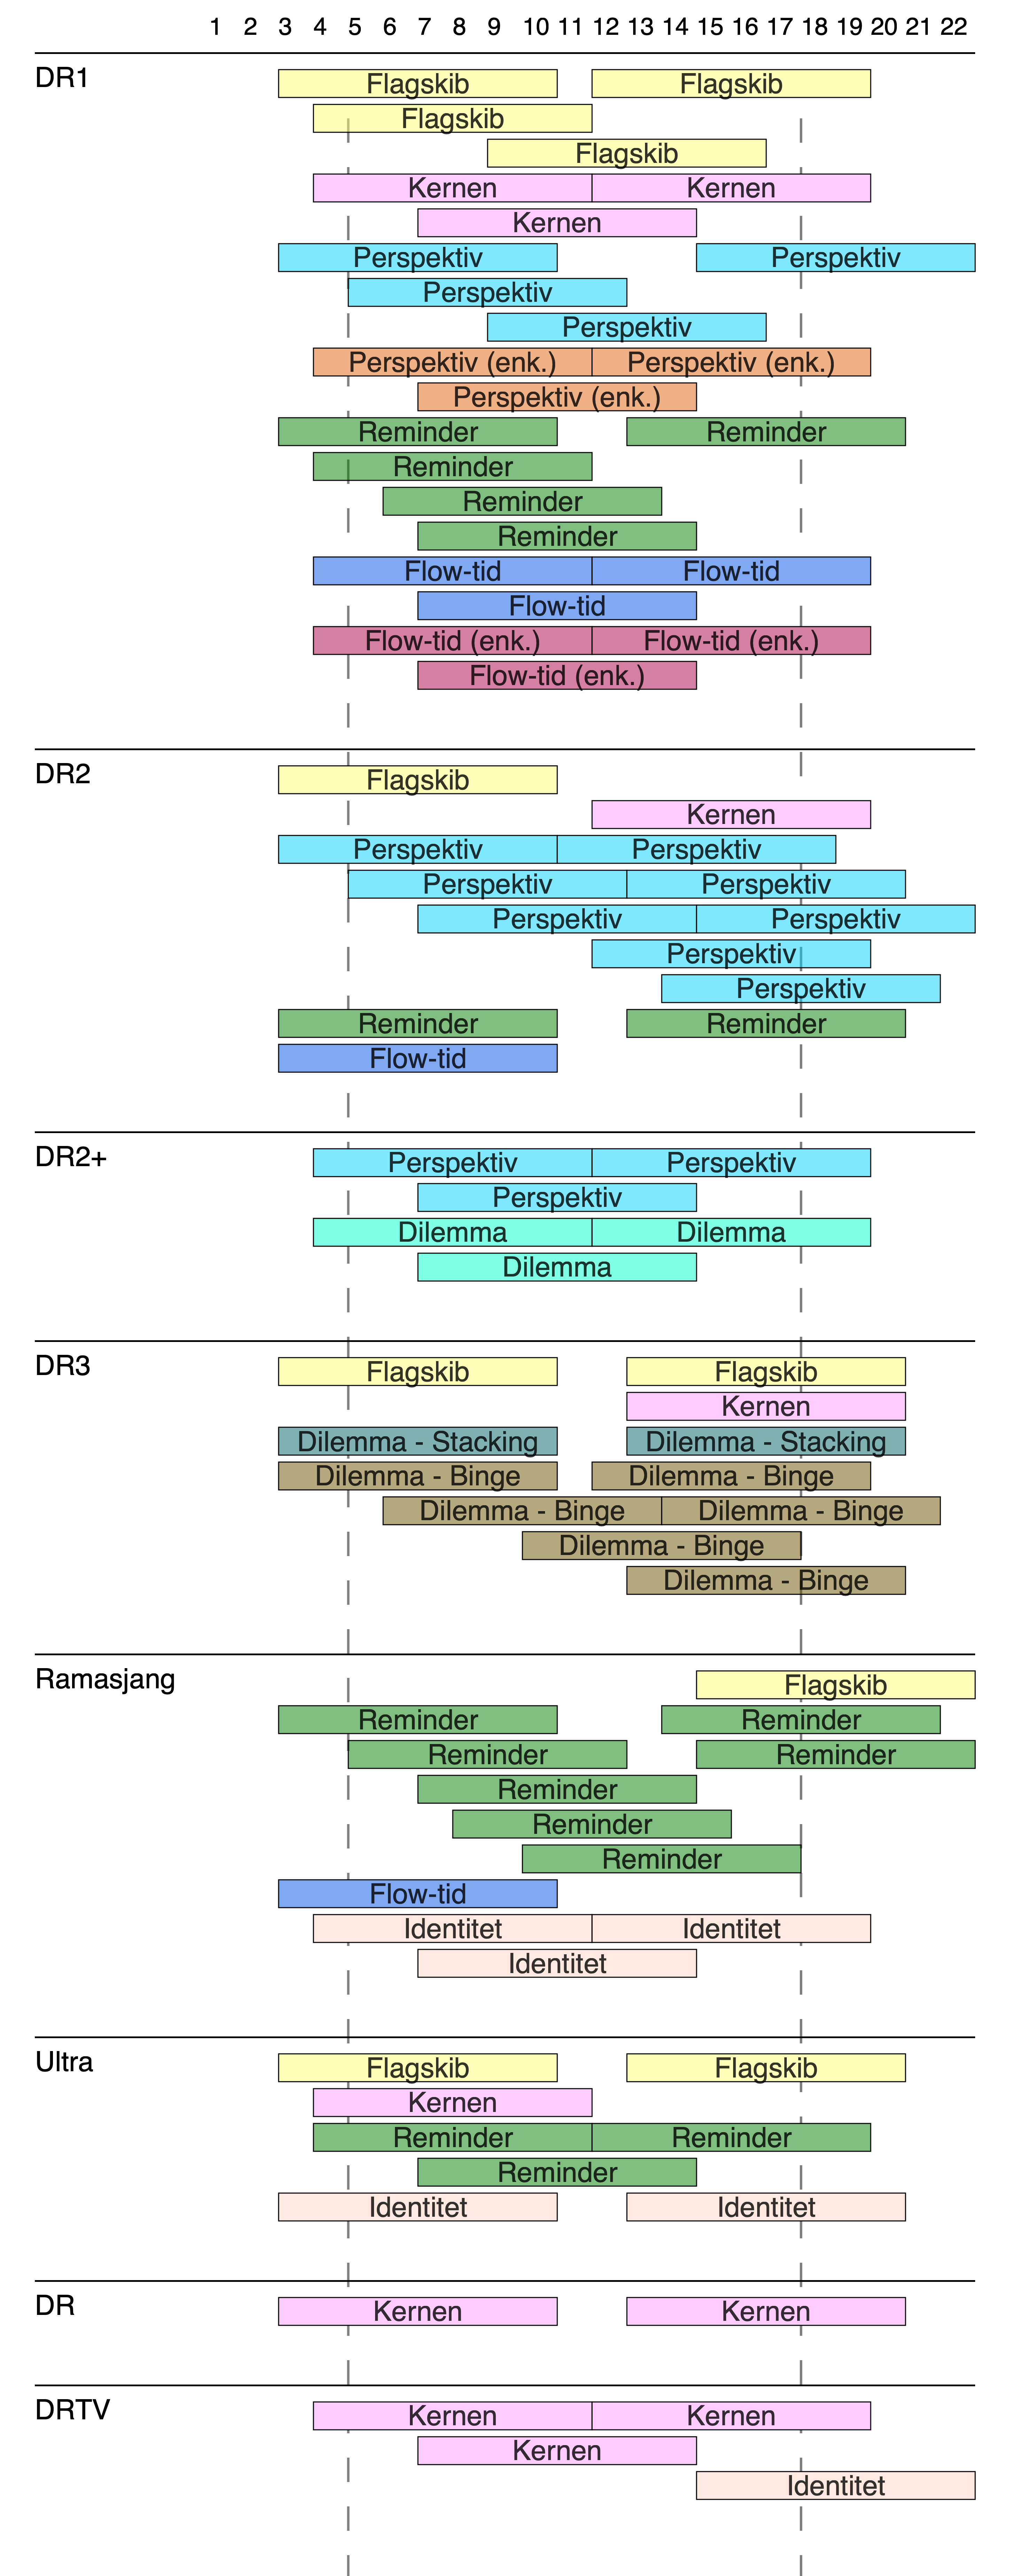 1 2 3 4 5 6 7 8 9 10 11 12 13 14 15 16 17 18 19 20 21 22
DR1
Flagskib Flagskib
Flagskib
Flagskib
Kernen Kernen
Kernen
Perspektiv Perspektiv
Perspektiv
Perspektiv
Perspektiv (enk.) Perspektiv (enk.)
Perspektiv (enk.)
Reminder Reminder
Reminder
Reminder
Reminder
Flow-tid Flow-tid
Flow-tid
Flow-tid (enk.) Flow-tid (enk.)
Flow-tid (enk.)
DR2
Flagskib
Kernen
Perspektiv Perspektiv
Perspektiv Perspektiv
Perspektiv Perspektiv
Perspektiv
Perspektiv
Reminder Reminder
Flow-tid
DR2+
Perspektiv Perspektiv
Perspektiv
Dilemma Dilemma
Dilemma
DR3
Flagskib Flagskib
Kernen
Dilemma - Stacking Dilemma - Stacking
Dilemma - Binge Dilemma - Binge
Dilemma - Binge Dilemma - Binge
Dilemma - Binge
Dilemma - Binge
Ramasjang
Flagskib
Reminder Reminder
Reminder Reminder
Reminder
Reminder
Reminder
Flow-tid
Identitet Identitet
Identitet
Ultra
Flagskib Flagskib
Kernen
Reminder Reminder
Reminder
Identitet Identitet
DR
Kernen Kernen
DRTV
Kernen Kernen
Kernen
Identitet